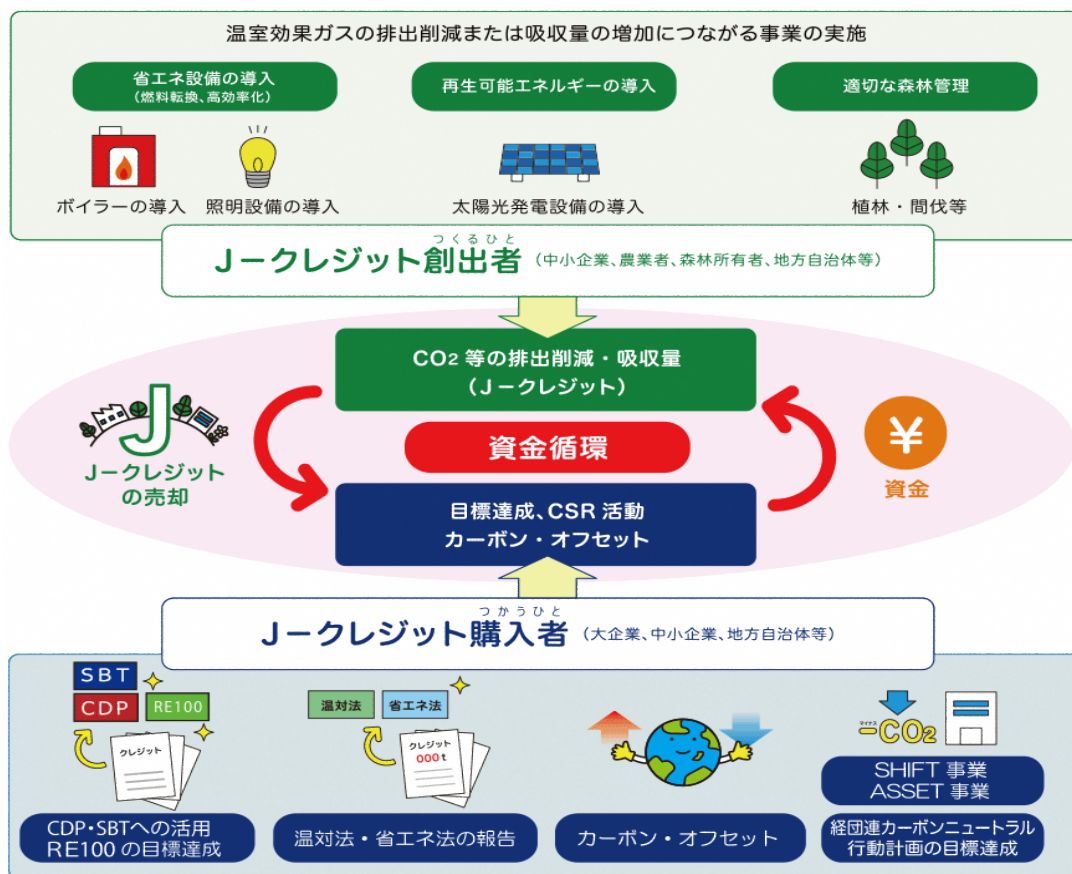 温室効果ガスの排出削減または吸収量の増加につながる事業の実施
省エネ設備の導入
(燃料転換、高効率化)
再生可能エネルギーの導入
適切な森林管理
ボイラーの導入
照明設備の導入
太陽光発電設備の導入
植林・間伐等
つくるひと
J−クレジット創出者(中小企業、農業者、森林所有者、地方自治体等)
CO2 等の排出削減・吸収量
(J−クレジット)
J
J−クレジット
の売却
資金循環
¥
資金
目標達成、CSR 活動
カーボン・オフセット
つかうひと
J−クレジット購入者(大企業、中小企業、地方自治体等)
SBT
CDP
RE100
クレジット
CDP・SBTへの活用
RE100 の目標達成
温対法
省エネ法
クレジット
000t
温対法・省エネ法の報告
カーボン・オフセット
マイナス
−CO2
SHIFT 事業
ASSET 事業
経団連カーボンニュートラル
行動計画の目標達成